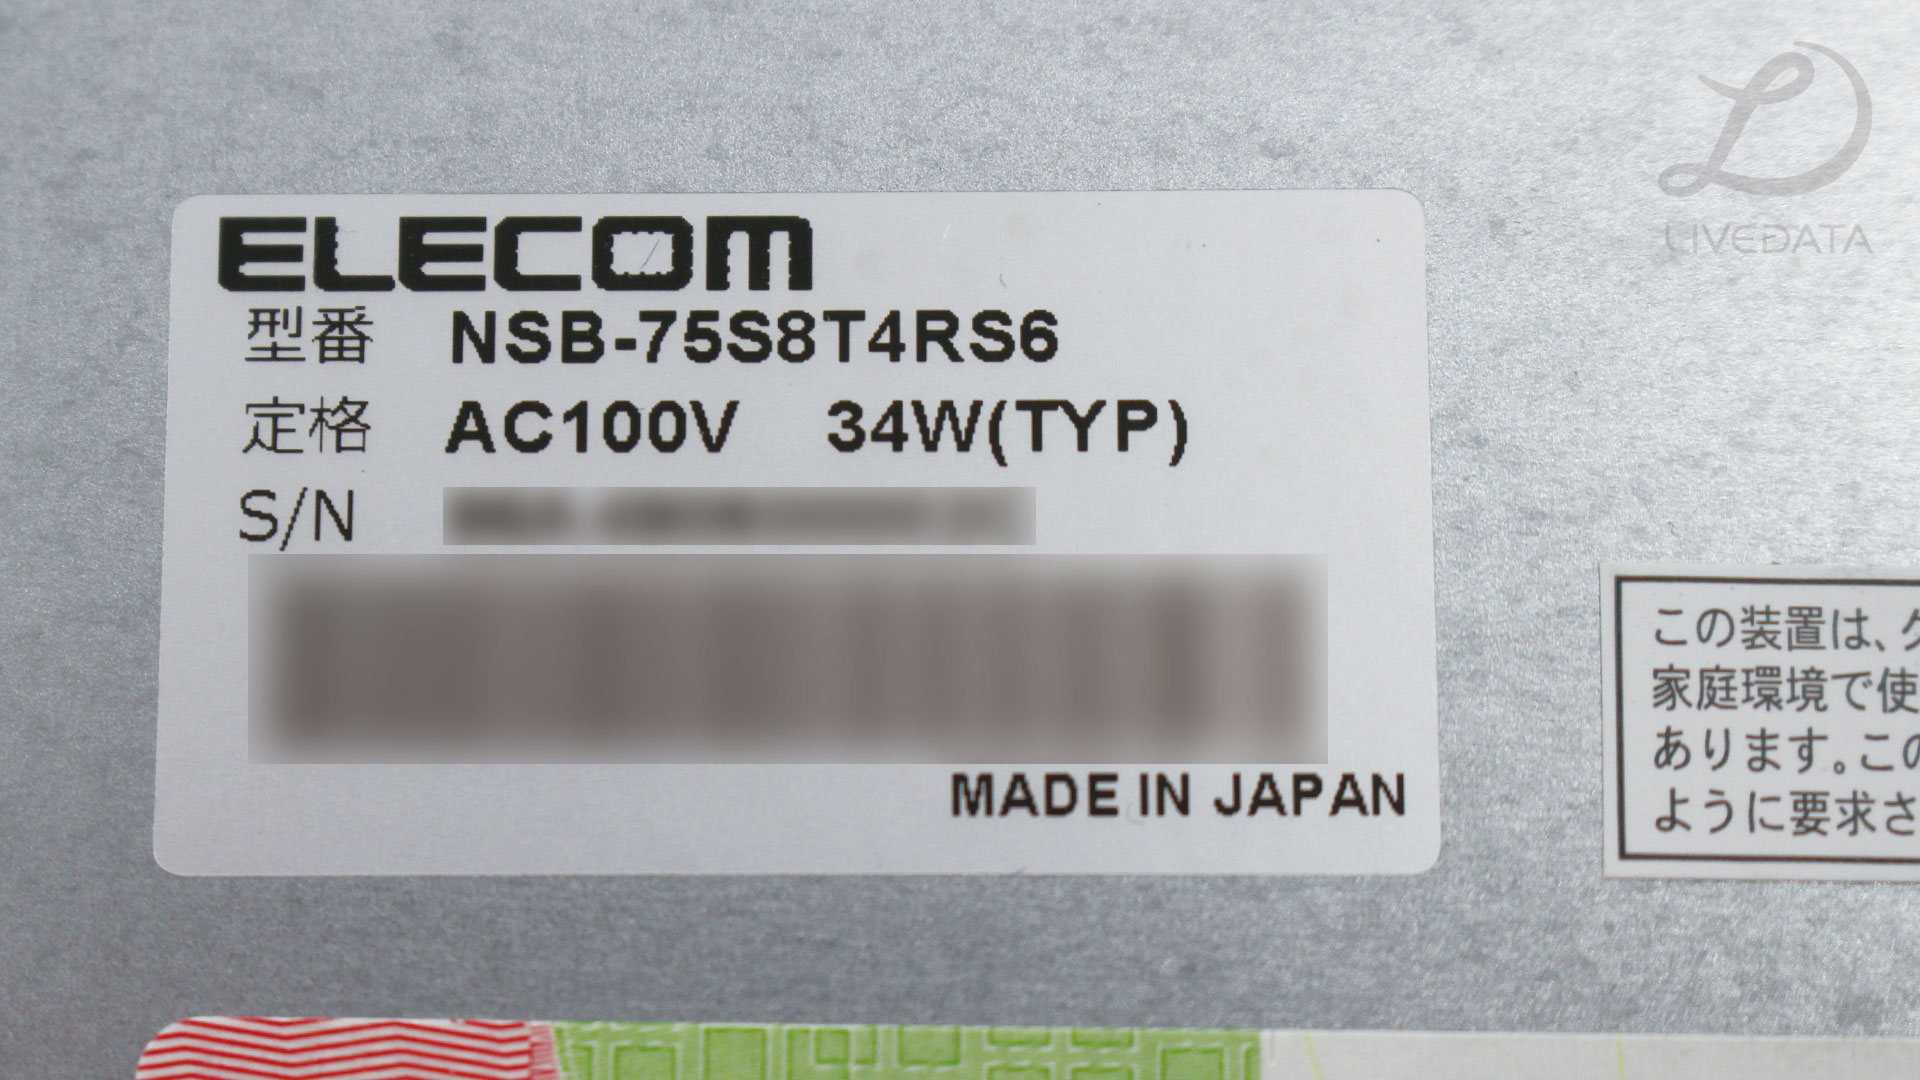 LIVEDATA
ELECOM
型番 NSB-75S8T4RS6
定格 AC100V 34W(TYP)
S/N
MADE IN JAPAN
この装置は、ク
家庭環境で使
あります。この
ように要求さ